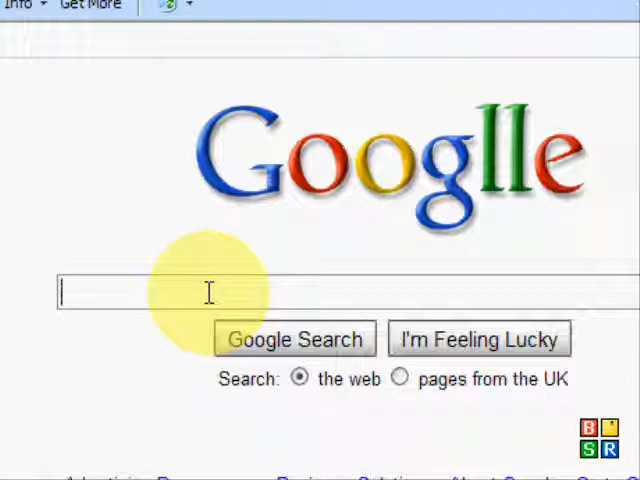 Info Get More
Googlle
Google Search I'm Feeling Lucky
Search: the web pages from the UK
B
S R